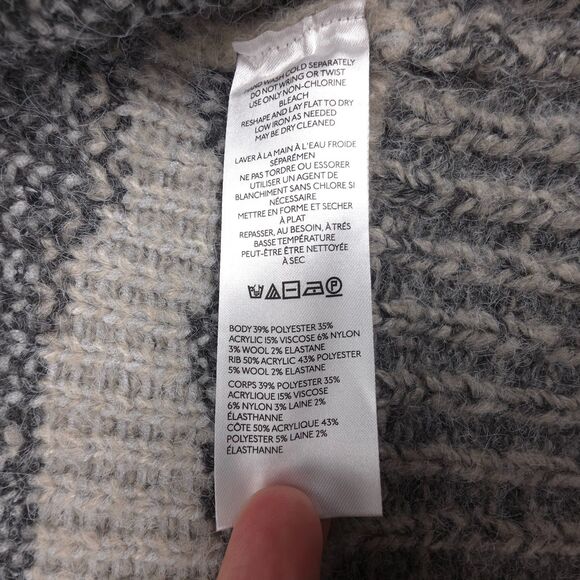 HAND WASH COLD SEPARATELY
DO NOT WRING OR TWIST
USE ONLY NON-CHLORINE
BLEACH
RESHAPE AND LAY FLAT TO DRY
LOW IRON AS NEEDED
MAY BE DRY CLEANED
LAVER À LA MAIN À L'EAU FROIDE
SÉPARÉMEN
NE PAS TORDRE OU ESSORER
UTILISER UN AGENT DE
BLANCHIMENT SANS CHLORE SI
NÉCESSAIRE
METTRE EN FORME ET SECHER
À PLAT
REPASSER, AU BESOIN, À TRÉS
BASSE TEMPÉRATURE
PEUT-ÊTRE ÊTRE NETTOYÉE
À SEC
BODY 39% POLYESTER 35%
ACRYLIC 15% VISCOSE 6% NYLON
3% WOOL 2% ELASTANE
RIB 50% ACRYLIC 43% POLYESTER
5% WOOL 2% ELASTANE
CORPS 39% POLYESTER 35%
ACRYLIQUE 15% VISCOSE
6% NYLON 3% LAINE 2%
ÉLASTHANNE
CÔTE 50% ACRYLIQUE 43%
POLYESTER 5% LAINE 2%
ÉLASTHANNE